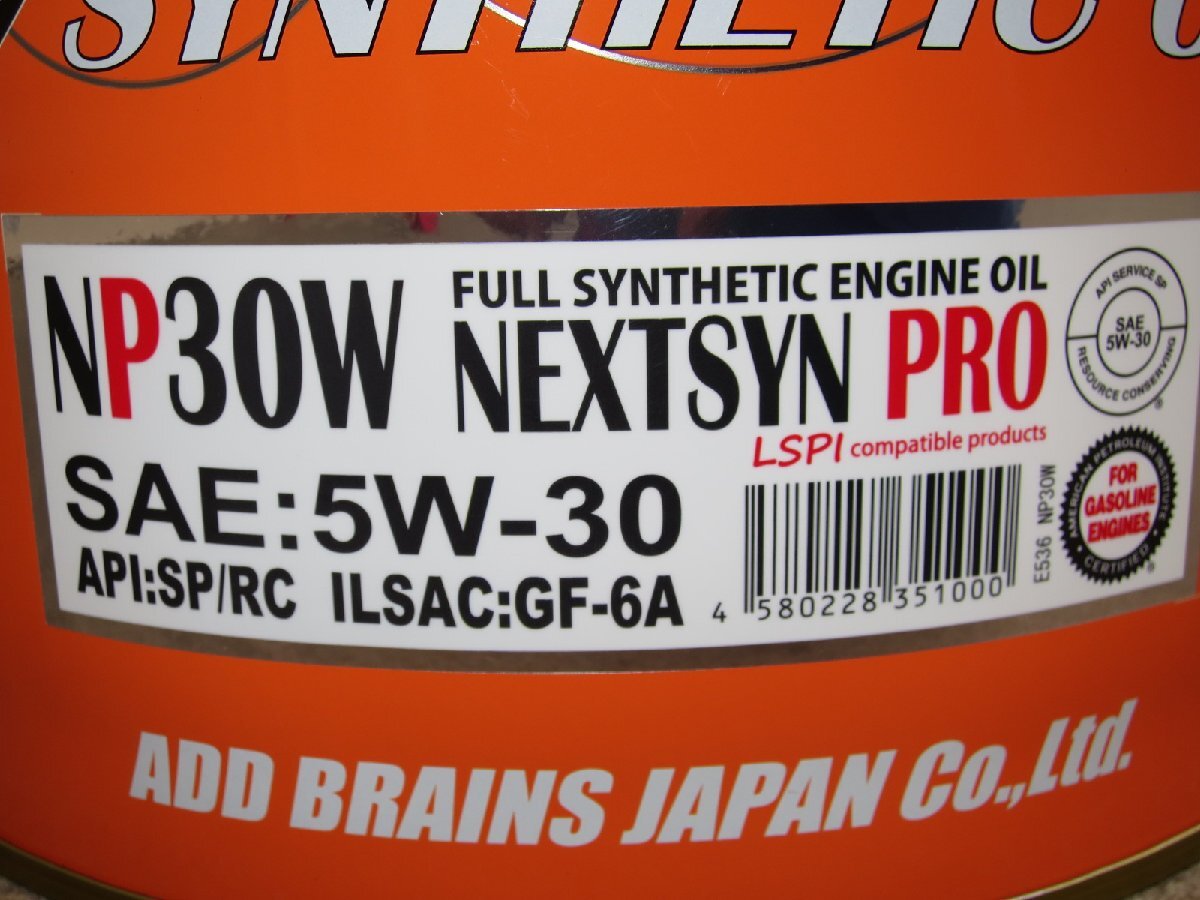 SYNTHETIC
NP30W
FULL SYNTHETIC ENGINE OIL
NEXTSYN PRO
LSPI compatible products
SAE:5W-30
API:SP/RC ILSAC:GF-6A
4 580228 351000
E536 NP30W
API SERVICE SP
SAE
5W-30
RESOURCE CONSERVING
®
AMERICAN PETROLEUM INSTITUTE
FOR
GASOLINE
ENGINES
CERTIFIED
®
ADD BRAINS JAPAN Co.,Ltd.